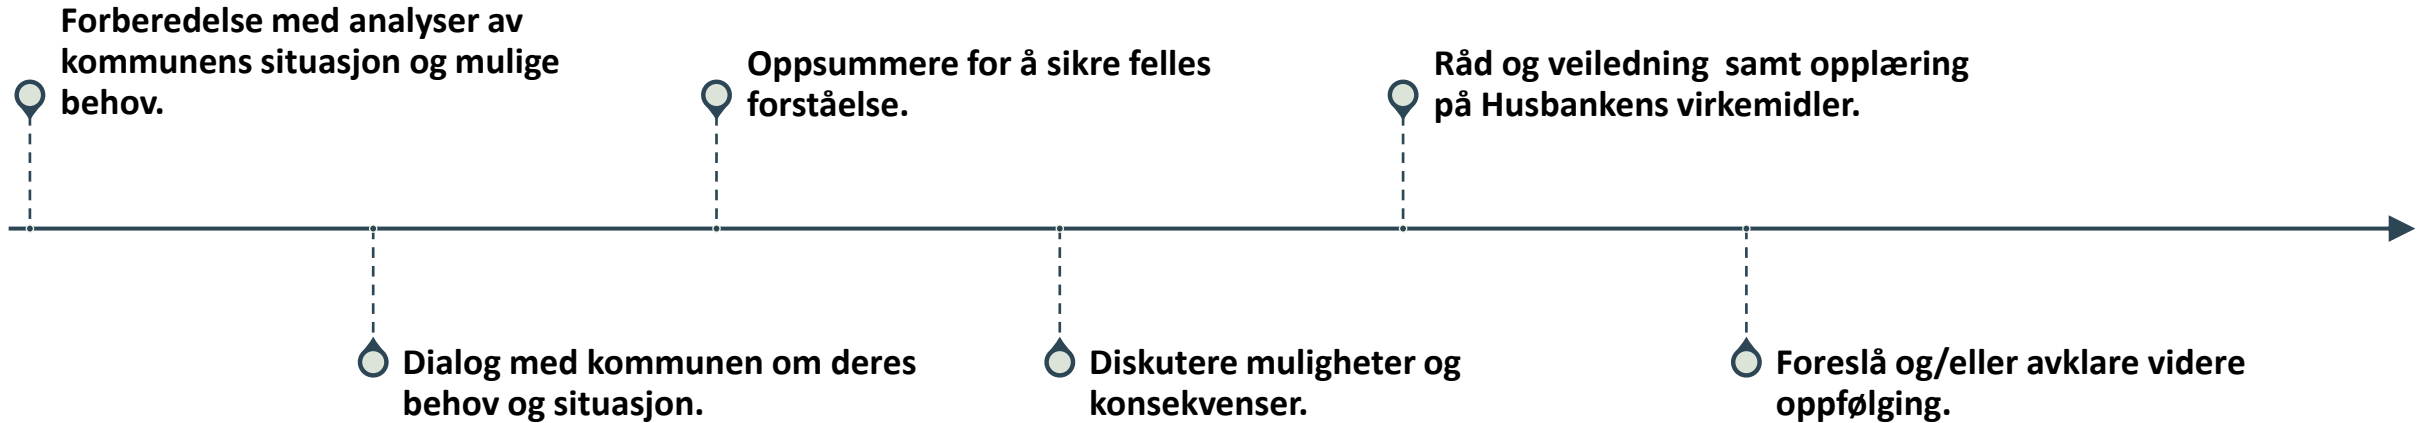 Forberedelse med analyser av
kommunens situasjon og mulige
behov.
Dialog med kommunen om deres
behov og situasjon.
Oppsummere for å sikre felles
forståelse.
Diskutere muligheter og
konsekvenser.
Råd og veiledning  samt opplæring
på Husbankens virkemidler.
Foreslå og/eller avklare videre
oppfølging.